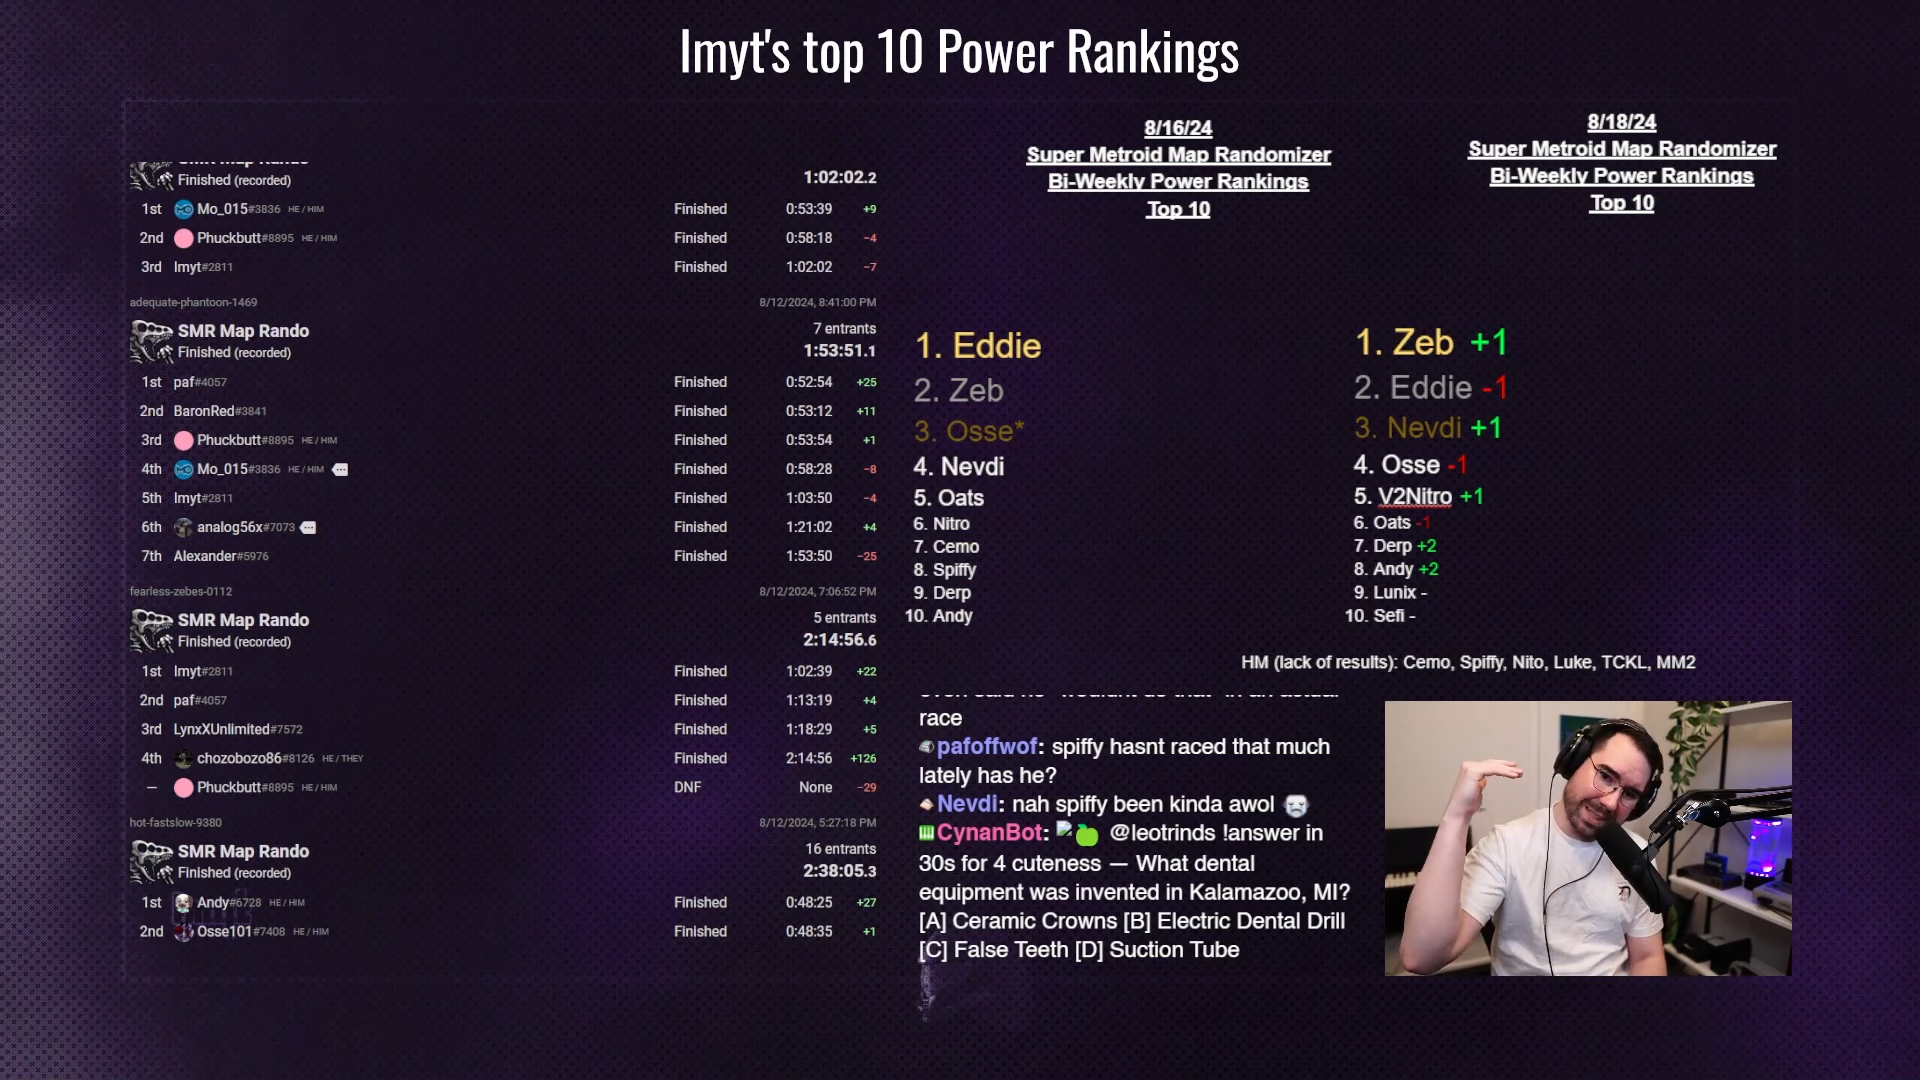 Imyt's top 10 Power Rankings
SMR Map Rando
Finished (recorded)
1:02:02.2
1st Mo_015#3836 HE / HIM Finished 0:53:39 +9
2nd Phuckbutt#8895 HE / HIM Finished 0:58:18 −4
3rd Imyt#2811 Finished 1:02:02 −7
adequate-phantoon-1469 8/12/2024, 8:41:00 PM
SMR Map Rando 7 entrants
Finished (recorded) 1:53:51.1
1st paf#4057 Finished 0:52:54 +25
2nd BaronRed#3841 Finished 0:53:12 +11
3rd Phuckbutt#8895 HE / HIM Finished 0:53:54 +1
4th Mo_015#3836 HE / HIM Finished 0:58:28 −8
5th Imyt#2811 Finished 1:03:50 −4
6th analog56x#7073 Finished 1:21:02 +4
7th Alexander#5976 Finished 1:53:50 −25
fearless-zebes-0112 8/12/2024, 7:06:52 PM
SMR Map Rando 5 entrants
Finished (recorded) 2:14:56.6
1st Imyt#2811 Finished 1:02:39 +22
2nd paf#4057 Finished 1:13:19 +4
3rd LynxXUnlimited#7572 Finished 1:18:29 +5
4th chozobozo86#8126 HE / THEY Finished 2:14:56 +126
— Phuckbutt#8895 HE / HIM DNF None −29
hot-fastslow-9380 8/12/2024, 5:27:18 PM
SMR Map Rando 16 entrants
Finished (recorded) 2:38:05.3
1st Andy#6728 HE / HIM Finished 0:48:25 +27
2nd Osse101#7408 HE / HIM Finished 0:48:35 +1
8/16/24
Super Metroid Map Randomizer
Bi-Weekly Power Rankings
Top 10
1. Eddie
2. Zeb
3. Osse*
4. Nevdi
5. Oats
6. Nitro
7. Cemo
8. Spiffy
9. Derp
10. Andy
8/18/24
Super Metroid Map Randomizer
Bi-Weekly Power Rankings
Top 10
1. Zeb +1
2. Eddie -1
3. Nevdi +1
4. Osse -1
5. V2Nitro +1
6. Oats -1
7. Derp +2
8. Andy +2
9. Lunix -
10. Sefi -
HM (lack of results): Cemo, Spiffy, Nito, Luke, TCKL, MM2
race
pafoffwof: spiffy hasnt raced that much
lately has he?
Nevdi: nah spiffy been kinda awol
CynanBot: @leotrinds !answer in
30s for 4 cuteness — What dental
equipment was invented in Kalamazoo, MI?
[A] Ceramic Crowns [B] Electric Dental Drill
[C] False Teeth [D] Suction Tube